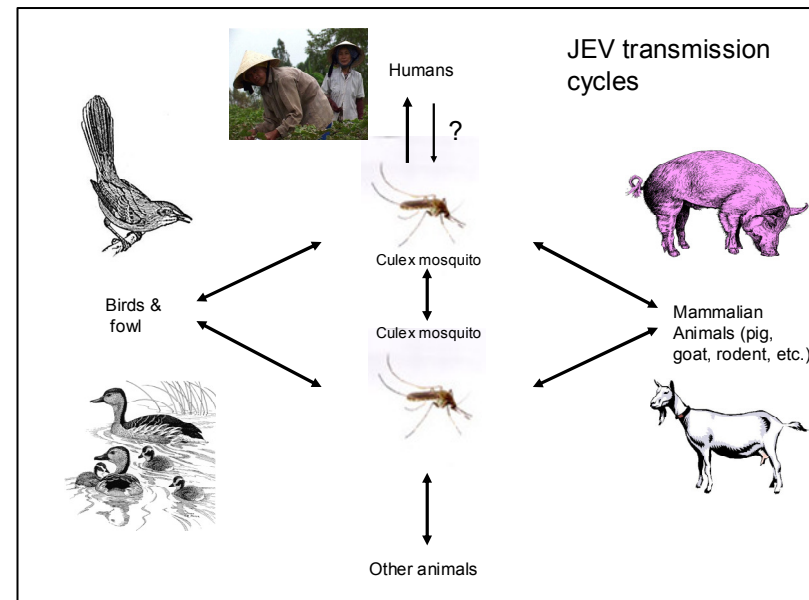 JEV transmission
cycles
Humans
?
Culex mosquito
Birds &
fowl
Culex mosquito
Mammalian
Animals (pig,
goat, rodent, etc.)
Other animals